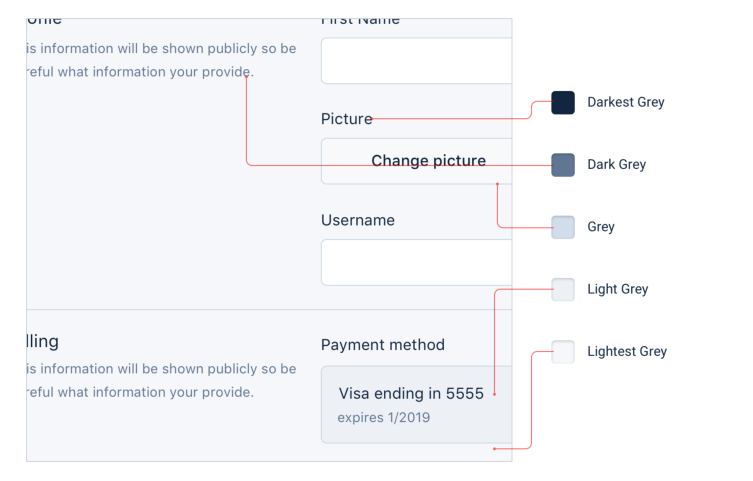 First Name
is information will be shown publicly so be
reful what information your provide.
Picture
Change picture
Username
lling
is information will be shown publicly so be
reful what information your provide.
Payment method
Visa ending in 5555
expires 1/2019
Darkest Grey
Dark Grey
Grey
Light Grey
Lightest Grey